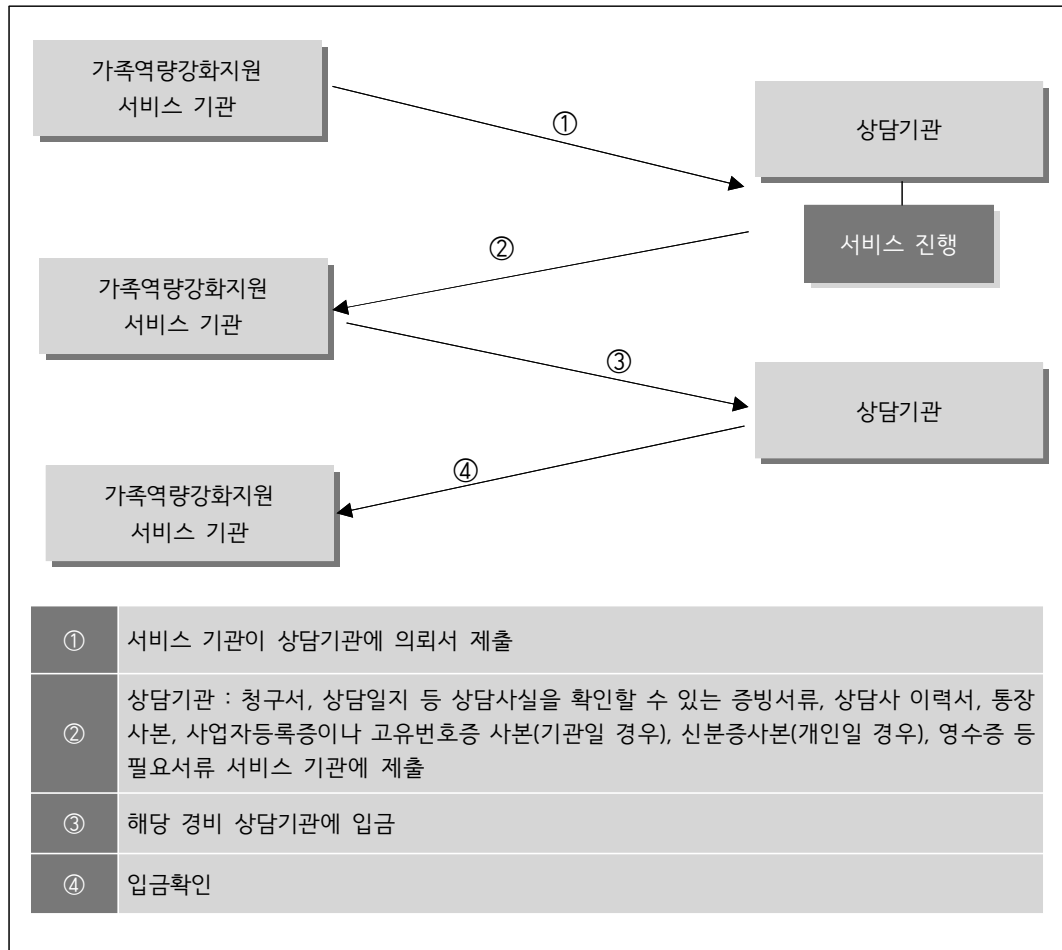 가족역량강화지원
서비스 기관
①
상담기관
서비스 진행
②
가족역량강화지원
서비스 기관
③
상담기관
④
가족역량강화지원
서비스 기관
① 서비스 기관이 상담기관에 의뢰서 제출
② 상담기관 : 청구서, 상담일지 등 상담사실을 확인할 수 있는 증빙서류, 상담사 이력서, 통장
사본, 사업자등록증이나 고유번호증 사본(기관일 경우), 신분증사본(개인일 경우), 영수증 등
필요서류 서비스 기관에 제출
③ 해당 경비 상담기관에 입금
④ 입금확인